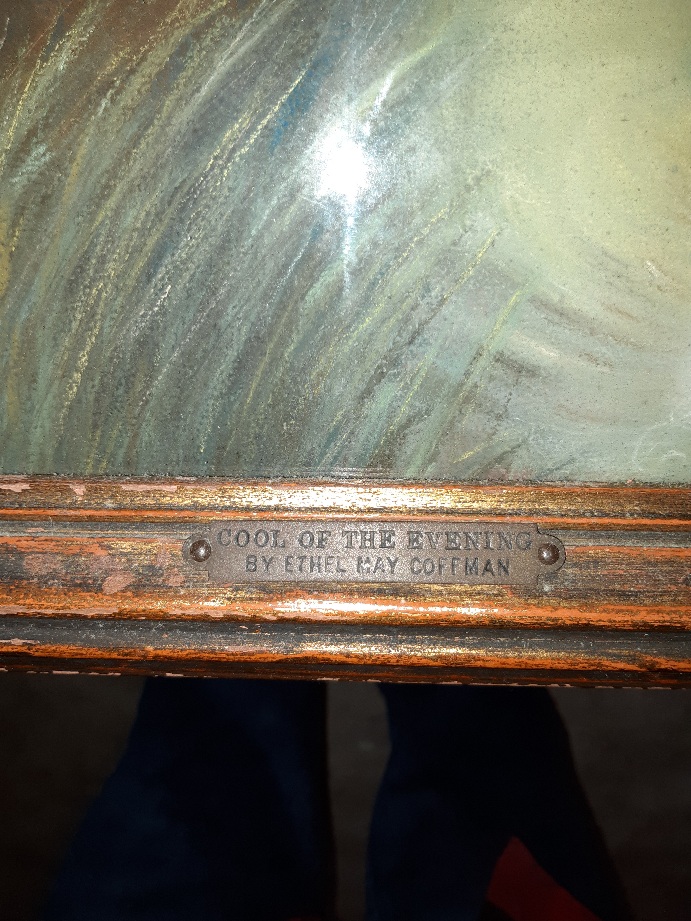 COOL OF THE EVENING
BY ETHEL MAY COFFMAN